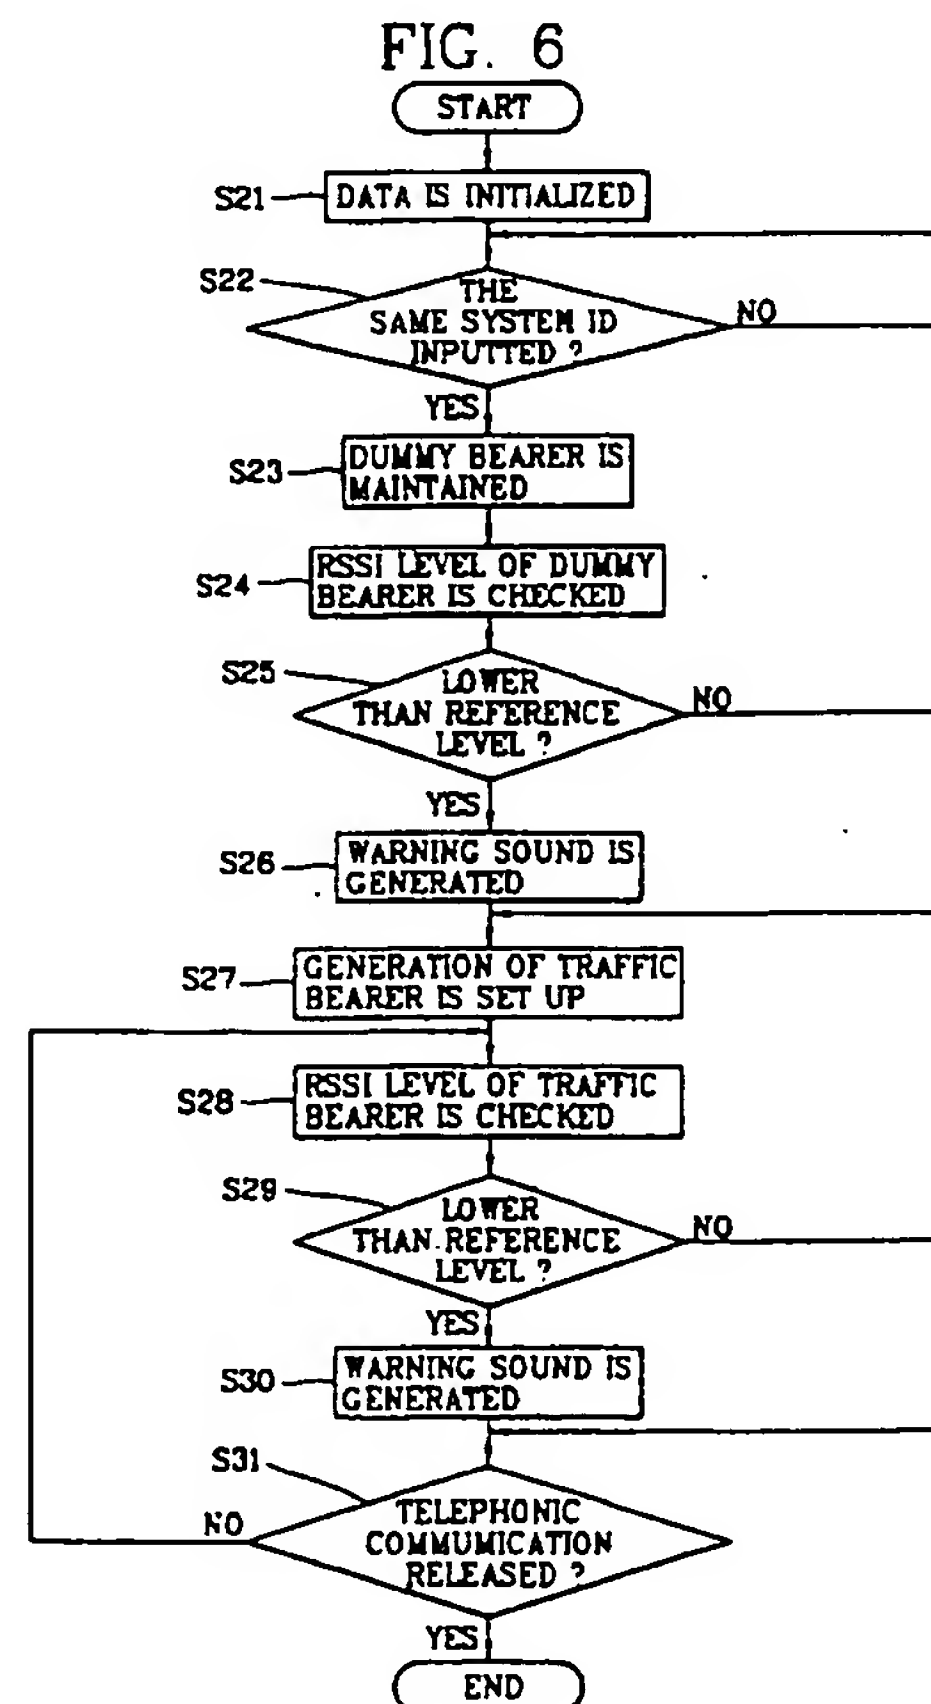 FIG. 6
START
S21
DATA IS INITIALIZED
S22
THE
SAME SYSTEM ID
INPUTTED ?
NO
YES
S23
DUMMY BEARER IS
MAINTAINED
S24
RSSI LEVEL OF DUMMY
BEARER IS CHECKED
S25
LOWER
THAN REFERENCE
LEVEL ?
NO
YES
S26
WARNING SOUND IS
GENERATED
S27
GENERATION OF TRAFFIC
BEARER IS SET UP
S28
RSSI LEVEL OF TRAFFIC
BEARER IS CHECKED
S29
LOWER
THAN REFERENCE
LEVEL ?
NO
YES
S30
WARNING SOUND IS
GENERATED
S31
TELEPHONIC
COMMUMICATION
RELEASED ?
NO
YES
END